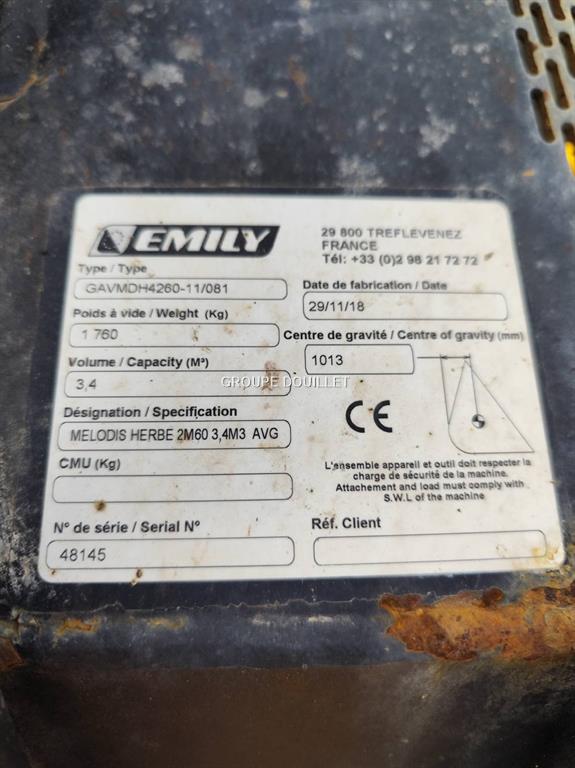 EMILY
29 800 TREFLEVENEZ
FRANCE
Tél: +33 (0)2 98 21 72 72
Type / Type
GAVMDH4260-11/081
Date de fabrication / Date
29/11/18
Poids à vide / Weight (Kg)
1 760
Centre de gravité / Centre of gravity (mm)
1013
Volume / Capacity (M³)
3,4
GROUPE DOUILLET
Désignation / Specification
MELODIS HERBE 2M60 3,4M3 AVG
CE
CMU (Kg)
L'ensemble appareil et outil doit respecter la
charge de sécurité de la machine.
Attachement and load must comply with
S.W.L of the machine
N° de série / Serial N°
48145
Réf. Client